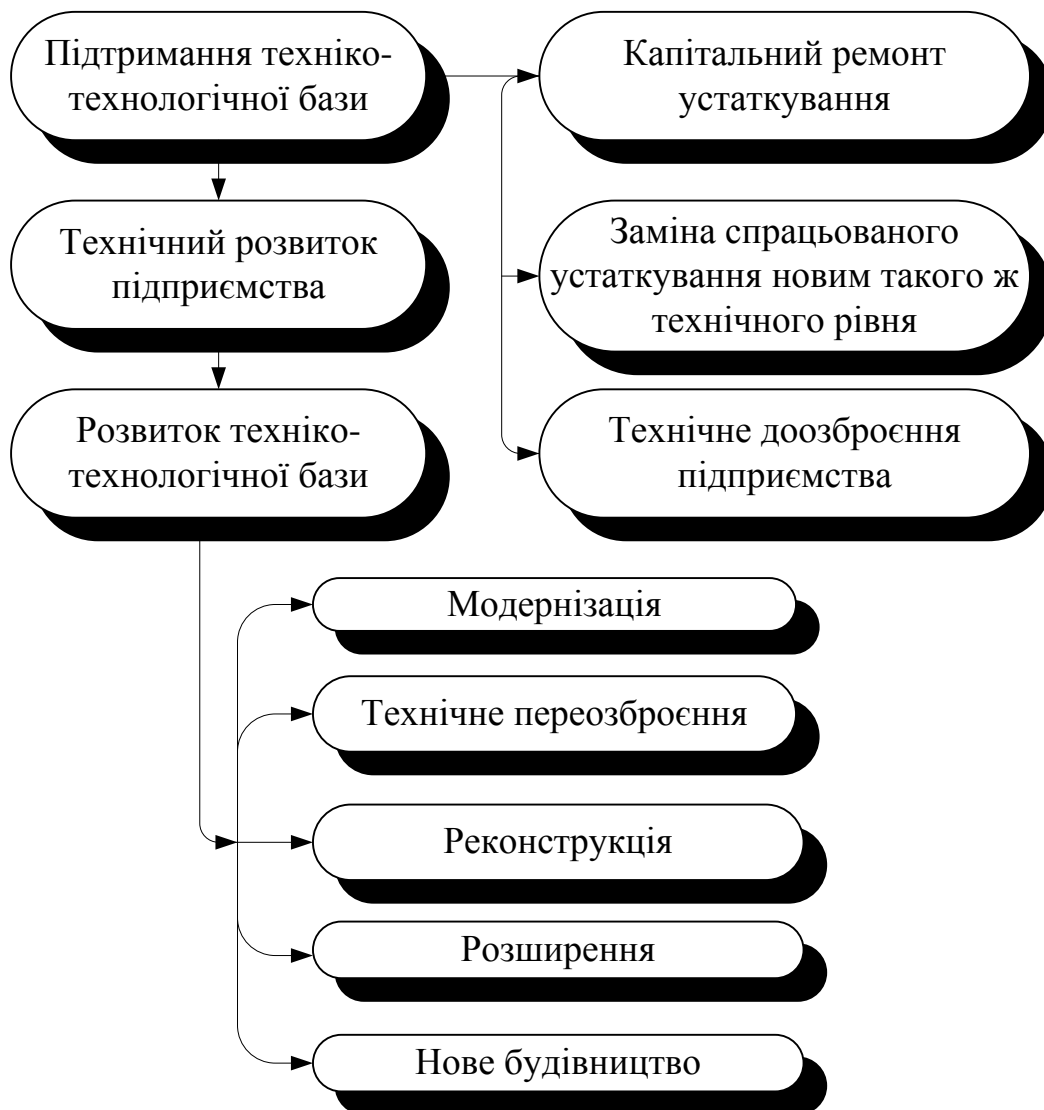 Підтримання техніко-
технологічної бази
Капітальний ремонт
устаткування
Технічний розвиток
підприємства
Заміна спрацьованого
устаткування новим такого ж
технічного рівня
Розвиток техніко-
технологічної бази
Технічне доозброєння
підприємства
Модернізація
Технічне переозброєння
Реконструкція
Розширення
Нове будівництво